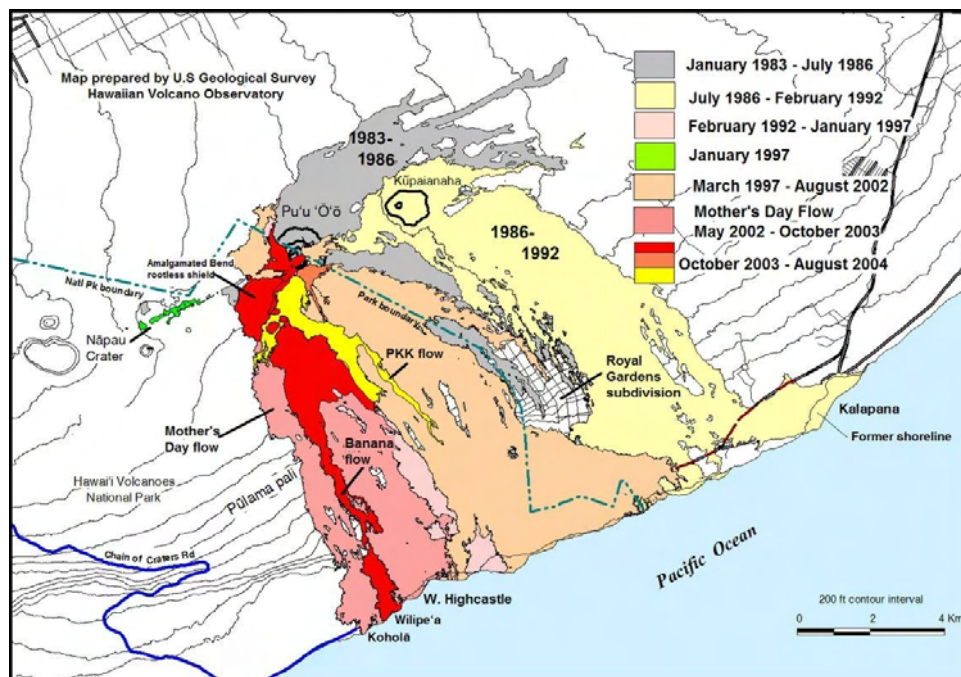 Map prepared by U.S Geological Survey
Hawaiian Volcano Observatory
January 1983 - July 1986
July 1986 - February 1992
February 1992 - January 1997
January 1997
March 1997 - August 2002
Mother's Day Flow
May 2002 - October 2003
October 2003 - August 2004
1983-
1986
Kūpaianaha
Pu'u 'Ō'ō
1986-
1992
Amalgamated Bend
rootless shield
Natl Pk boundary
Park boundary
Nāpau
Crater
PKK flow
Royal
Gardens
subdivision
Kalapana
Former shoreline
Mother's
Day flow
Banana
flow
Hawai'i Volcanoes
National Park
Pūlama pali
Chain of Craters Rd
Pacific Ocean
W. Highcastle
Wilipe'a
Koholā
200 ft contour interval
0 2 4 Km